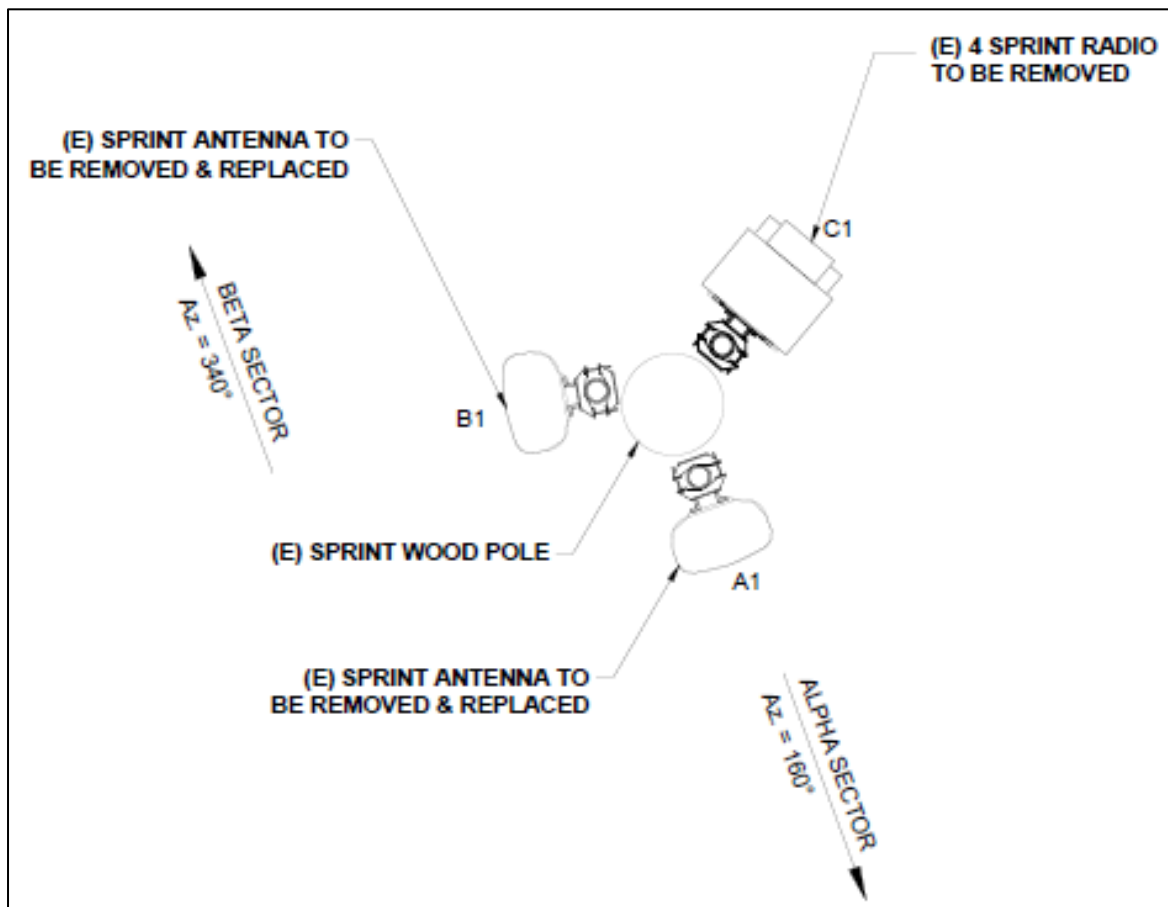 (E) 4 SPRINT RADIO
TO BE REMOVED
(E) SPRINT ANTENNA TO
BE REMOVED & REPLACED
C1
BETA SECTOR
Az. = 340°
B1
(E) SPRINT WOOD POLE
A1
(E) SPRINT ANTENNA TO
BE REMOVED & REPLACED
ALPHA SECTOR
Az. = 160°